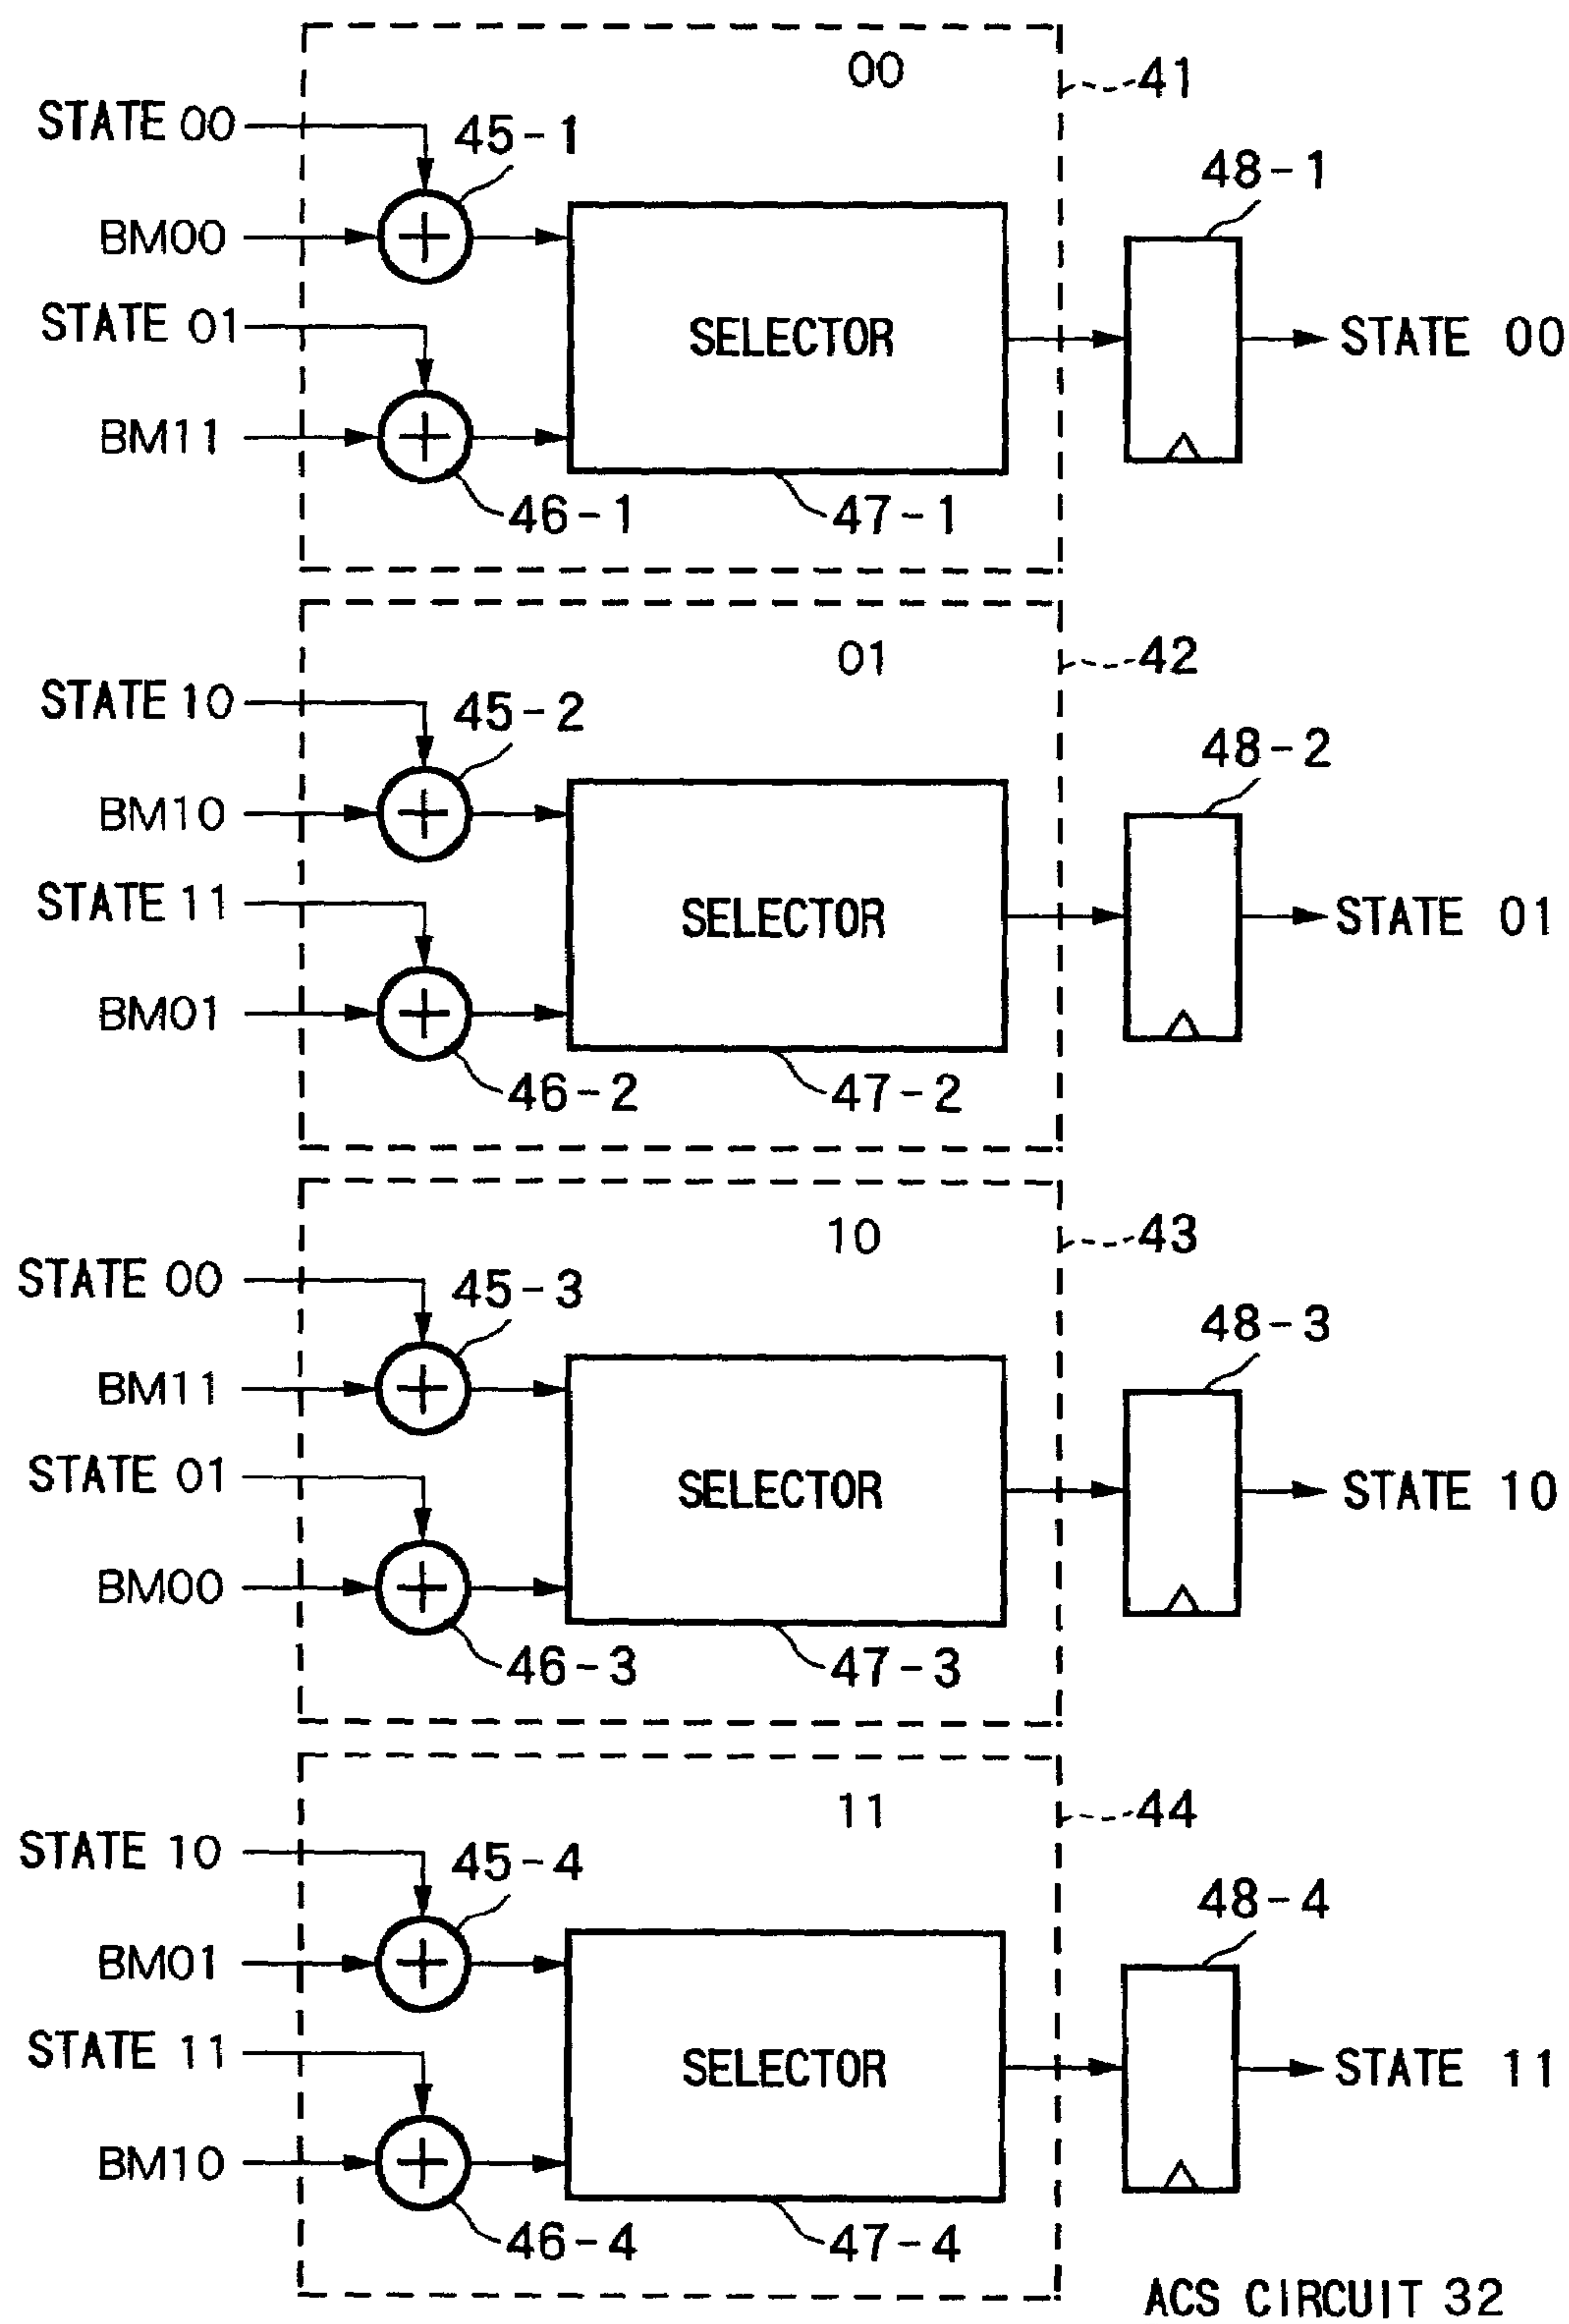 00
41
STATE 00
45-1
48-1
BM00
STATE 01
SELECTOR
STATE 00
BM11
46-1
47-1
01
42
STATE 10
45-2
48-2
BM10
STATE 11
SELECTOR
STATE 01
BM01
46-2
47-2
10
43
STATE 00
45-3
48-3
BM11
STATE 01
SELECTOR
STATE 10
BM00
46-3
47-3
11
44
STATE 10
45-4
48-4
BM01
STATE 11
SELECTOR
STATE 11
BM10
46-4
47-4
ACS CIRCUIT 32